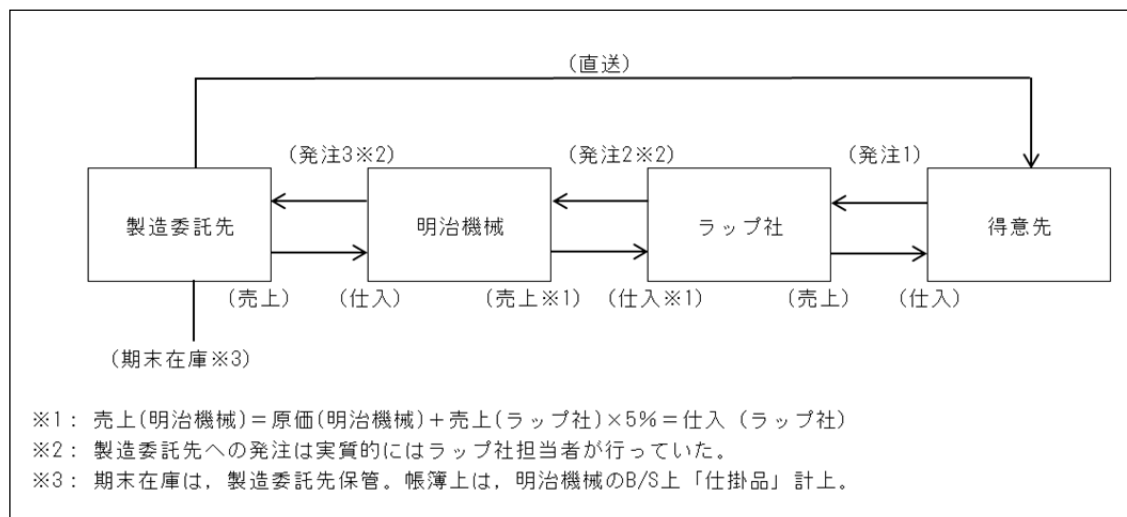 (直送)
(発注3※2)
(発注2※2)
(発注1)
製造委託先
明治機械
ラップ社
得意先
(売上)
(仕入)
(売上※1)
(仕入※1)
(売上)
(仕入)
(期末在庫※3)
※1: 売上(明治機械)=原価(明治機械)+売上(ラップ社)×5%=仕入 (ラップ社)
※2: 製造委託先への発注は実質的にはラップ社担当者が行っていた。
※3: 期末在庫は，製造委託先保管。帳簿上は，明治機械のB/S上「仕掛品」計上。